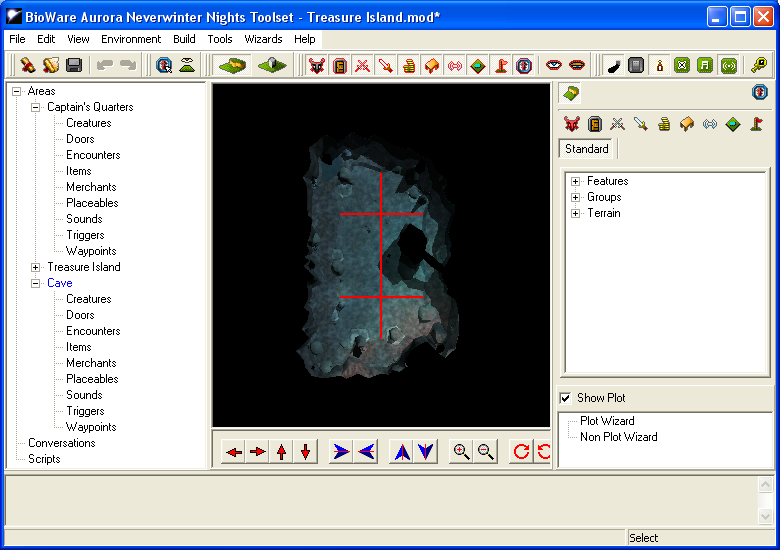 BioWare Aurora Neverwinter Nights Toolset - Treasure Island.mod*
File Edit View Environment Build Tools Wizards Help
Areas
Captain's Quarters
Creatures
Doors
Encounters
Items
Merchants
Placeables
Sounds
Triggers
Waypoints
Treasure Island
Cave
Creatures
Doors
Encounters
Items
Merchants
Placeables
Sounds
Triggers
Waypoints
Conversations
Scripts
Standard
Features
Groups
Terrain
Show Plot
Plot Wizard
Non Plot Wizard
Select